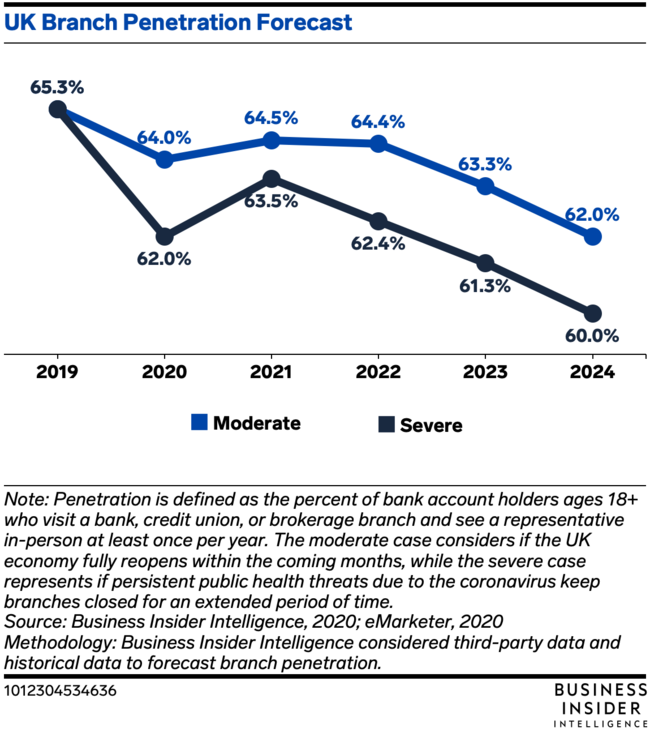 UK Branch Penetration Forecast
65.3%
64.0%
64.5%
64.4%
63.3%
62.0%
62.0%
63.5%
62.4%
61.3%
60.0%
2019 2020 2021 2022 2023 2024
Moderate Severe
Note: Penetration is defined as the percent of bank account holders ages 18+
who visit a bank, credit union, or brokerage branch and see a representative
in-person at least once per year. The moderate case considers if the UK
economy fully reopens within the coming months, while the severe case
represents if persistent public health threats due to the coronavirus keep
branches closed for an extended period of time.
Source: Business Insider Intelligence, 2020; eMarketer, 2020
Methodology: Business Insider Intelligence considered third-party data and
historical data to forecast branch penetration.
1012304534636
BUSINESS
INSIDER
INTELLIGENCE